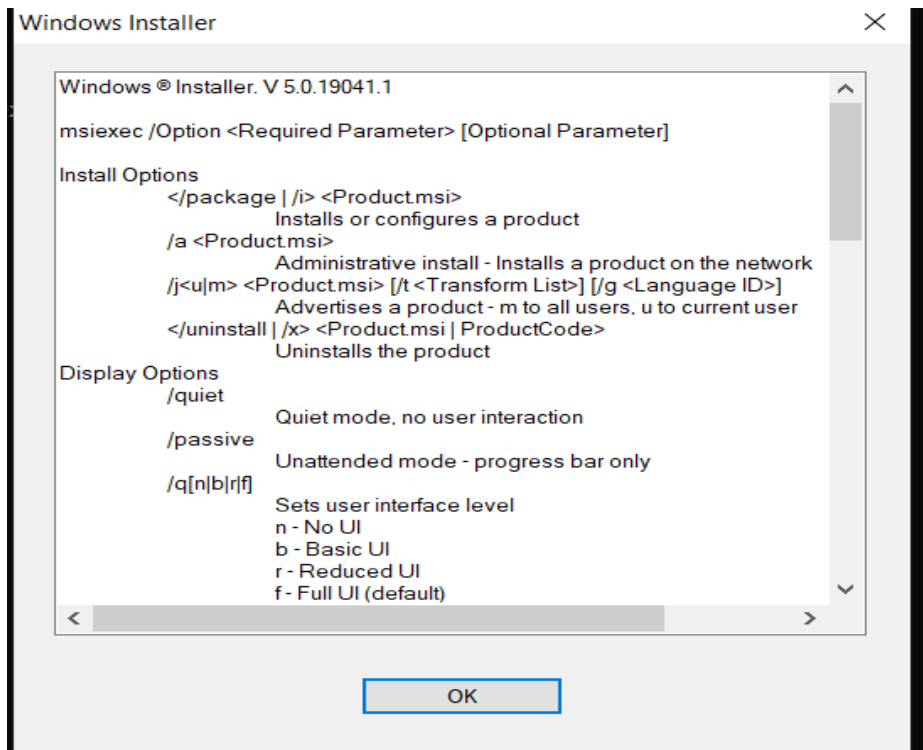 Windows Installer
Windows ® Installer. V 5.0.19041.1
msiexec /Option <Required Parameter> [Optional Parameter]
Install Options
</package | /i> <Product.msi>
Installs or configures a product
/a <Product.msi>
Administrative install - Installs a product on the network
/j<u|m> <Product.msi> [/t <Transform List>] [/g <Language ID>]
Advertises a product - m to all users, u to current user
</uninstall | /x> <Product.msi | ProductCode>
Uninstalls the product
Display Options
/quiet
Quiet mode, no user interaction
/passive
Unattended mode - progress bar only
/q[n|b|r|f]
Sets user interface level
n - No UI
b - Basic UI
r - Reduced UI
f - Full UI (default)
OK